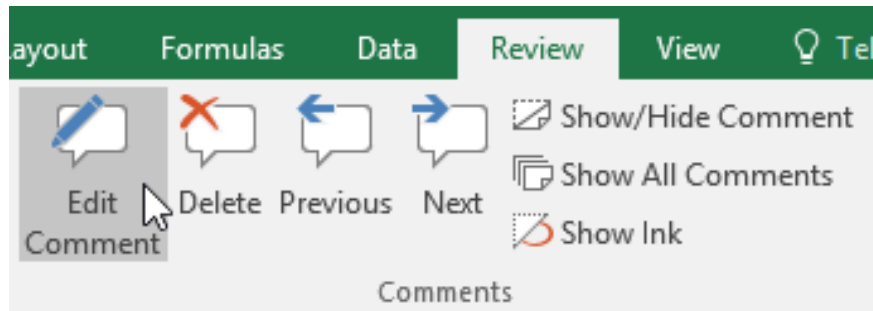 ayout Formulas Data Review View Tel
Show/Hide Comment
Show All Comments
Edit Comment Delete Previous Next
Show Ink
Comments